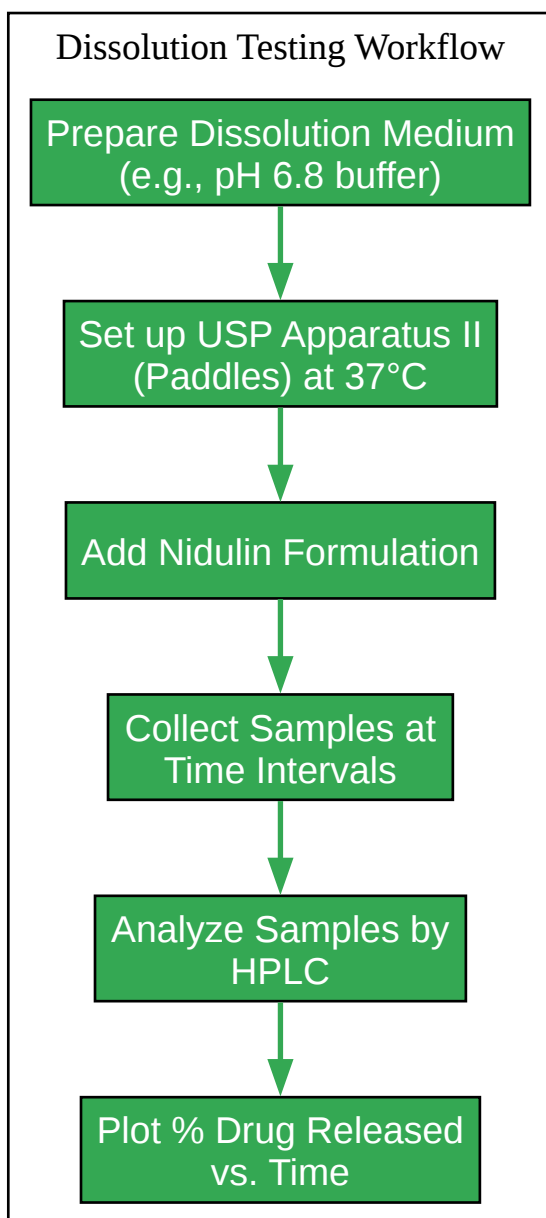 Dissolution Testing Workflow
Prepare Dissolution Medium
(e.g., pH 6.8 buffer)
Set up USP Apparatus II
(Paddles) at 37°C
Add Nidulin Formulation
Collect Samples at
Time Intervals
Analyze Samples by
HPLC
Plot % Drug Released
vs. Time